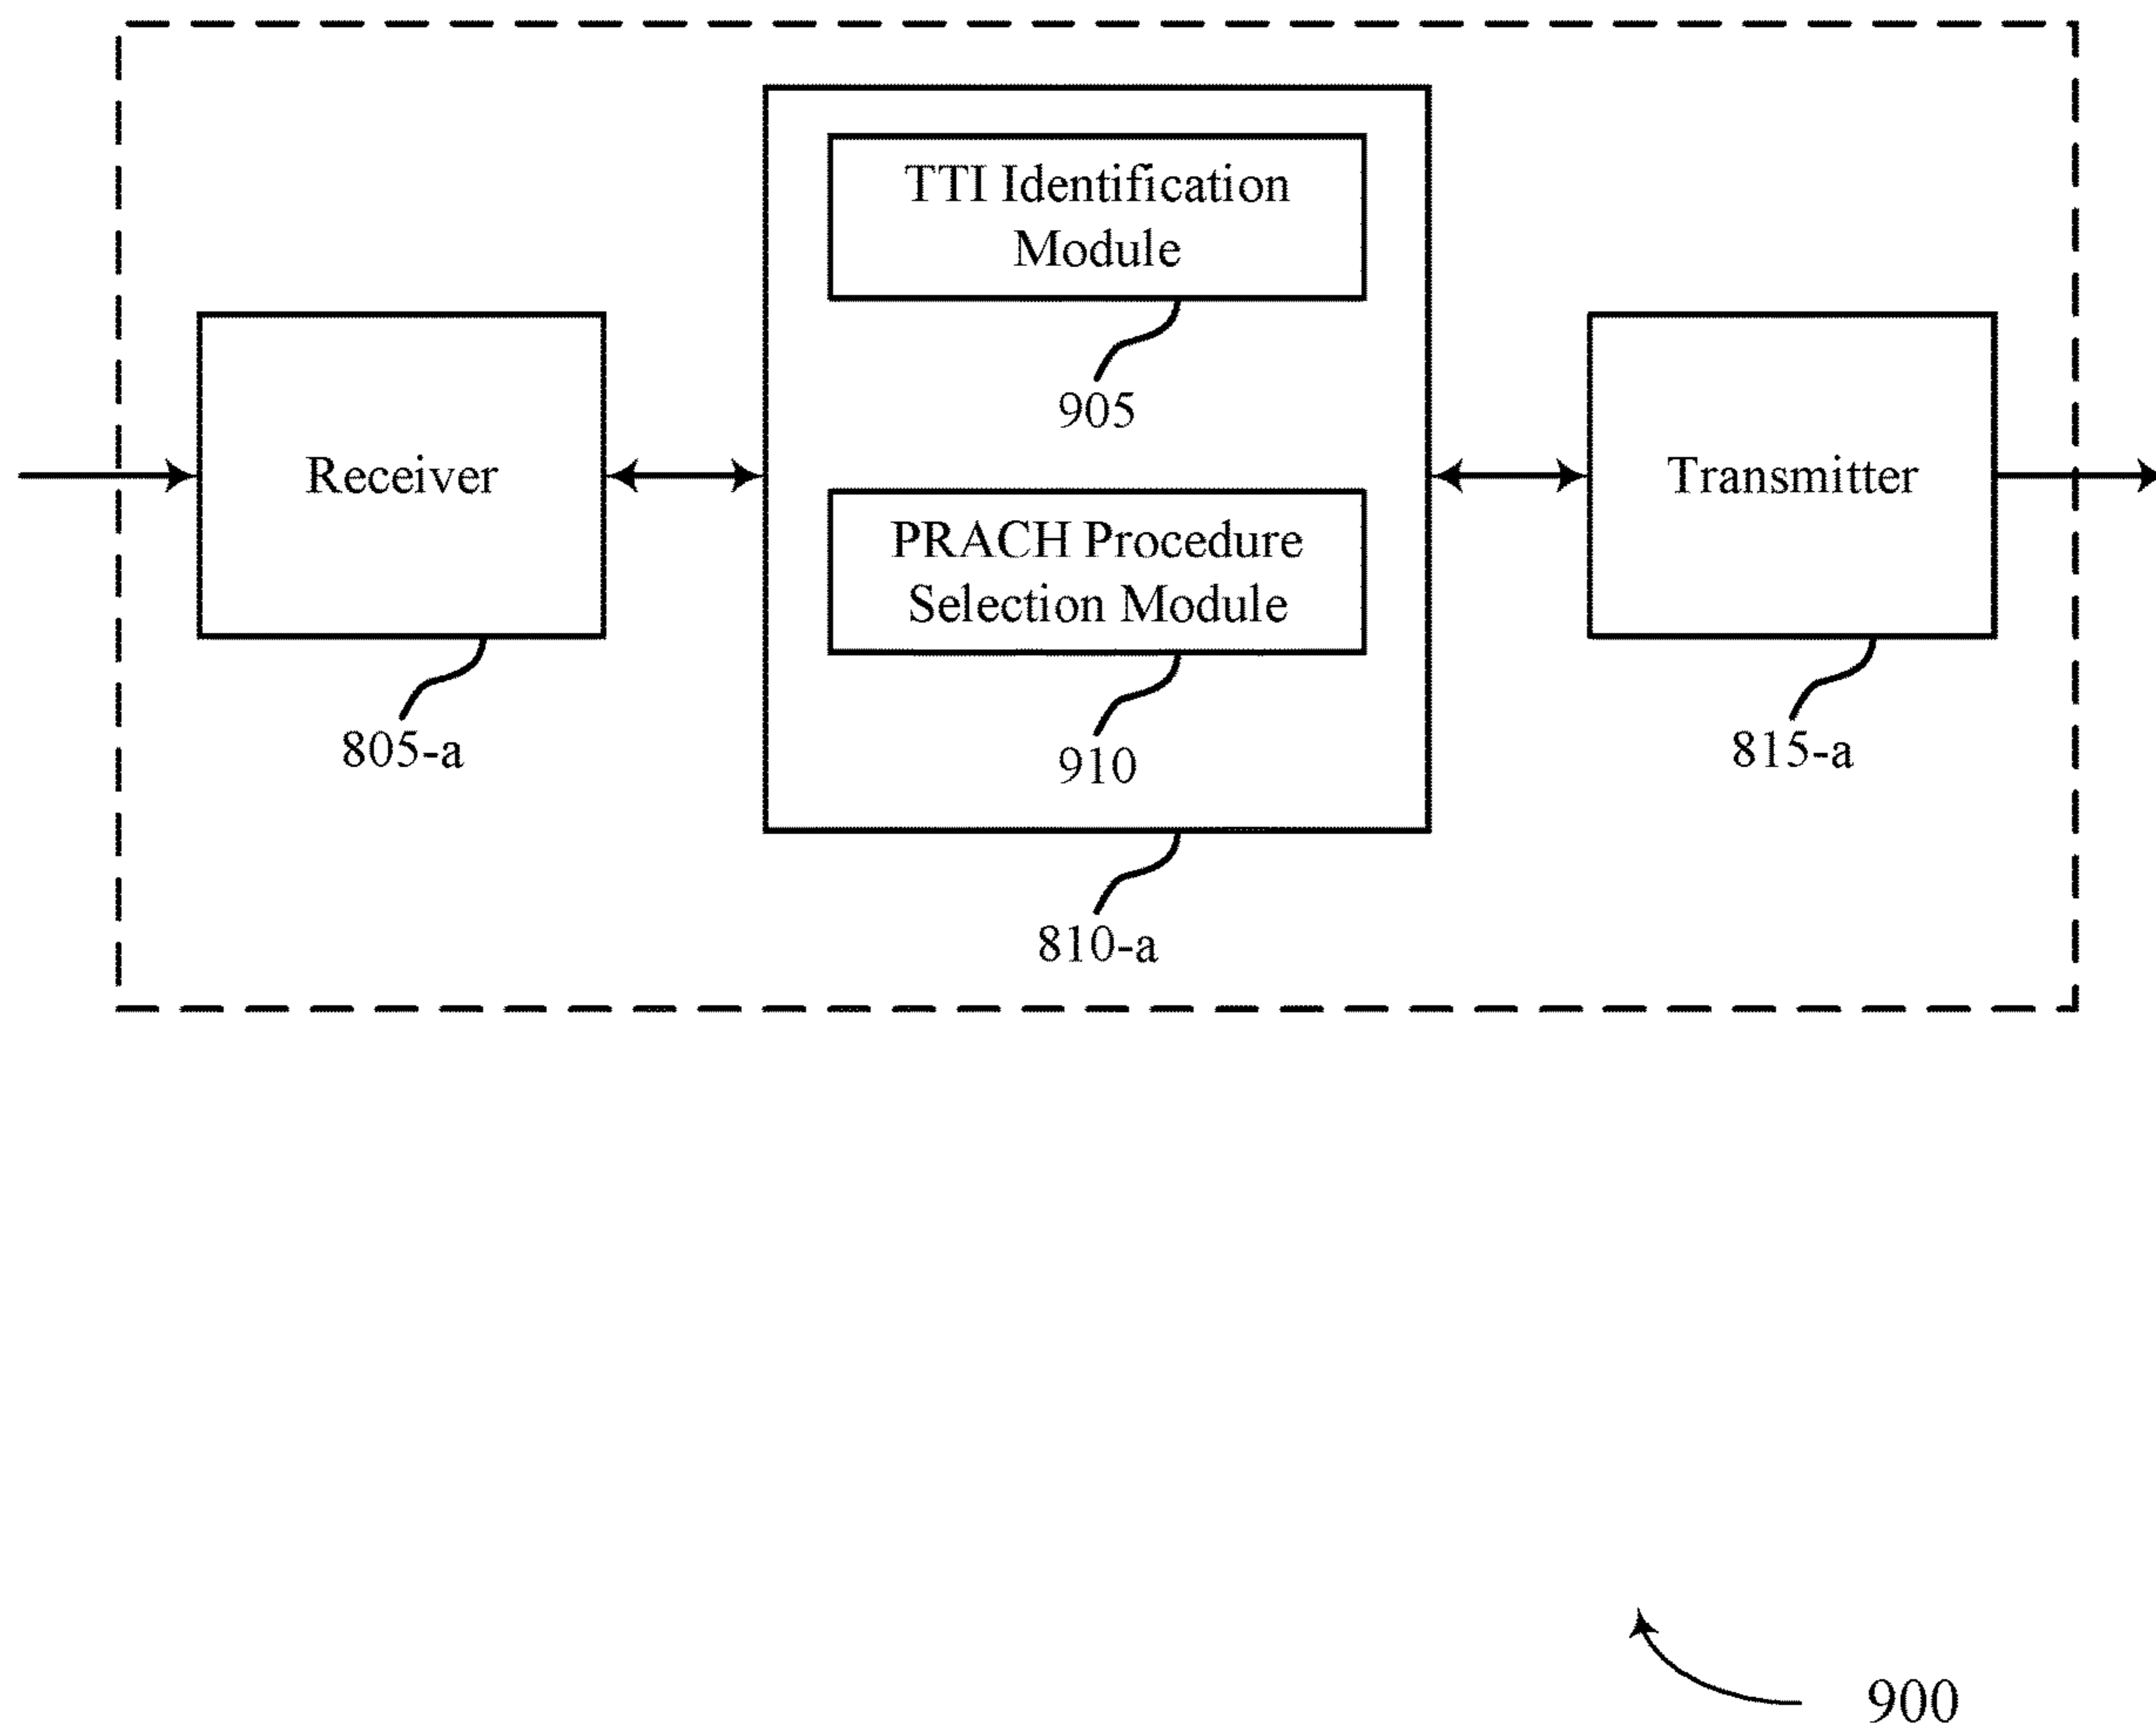 TTI Identification
Module
905
Receiver
805-a
PRACH Procedure
Selection Module
910
810-a
Transmitter
815-a
900